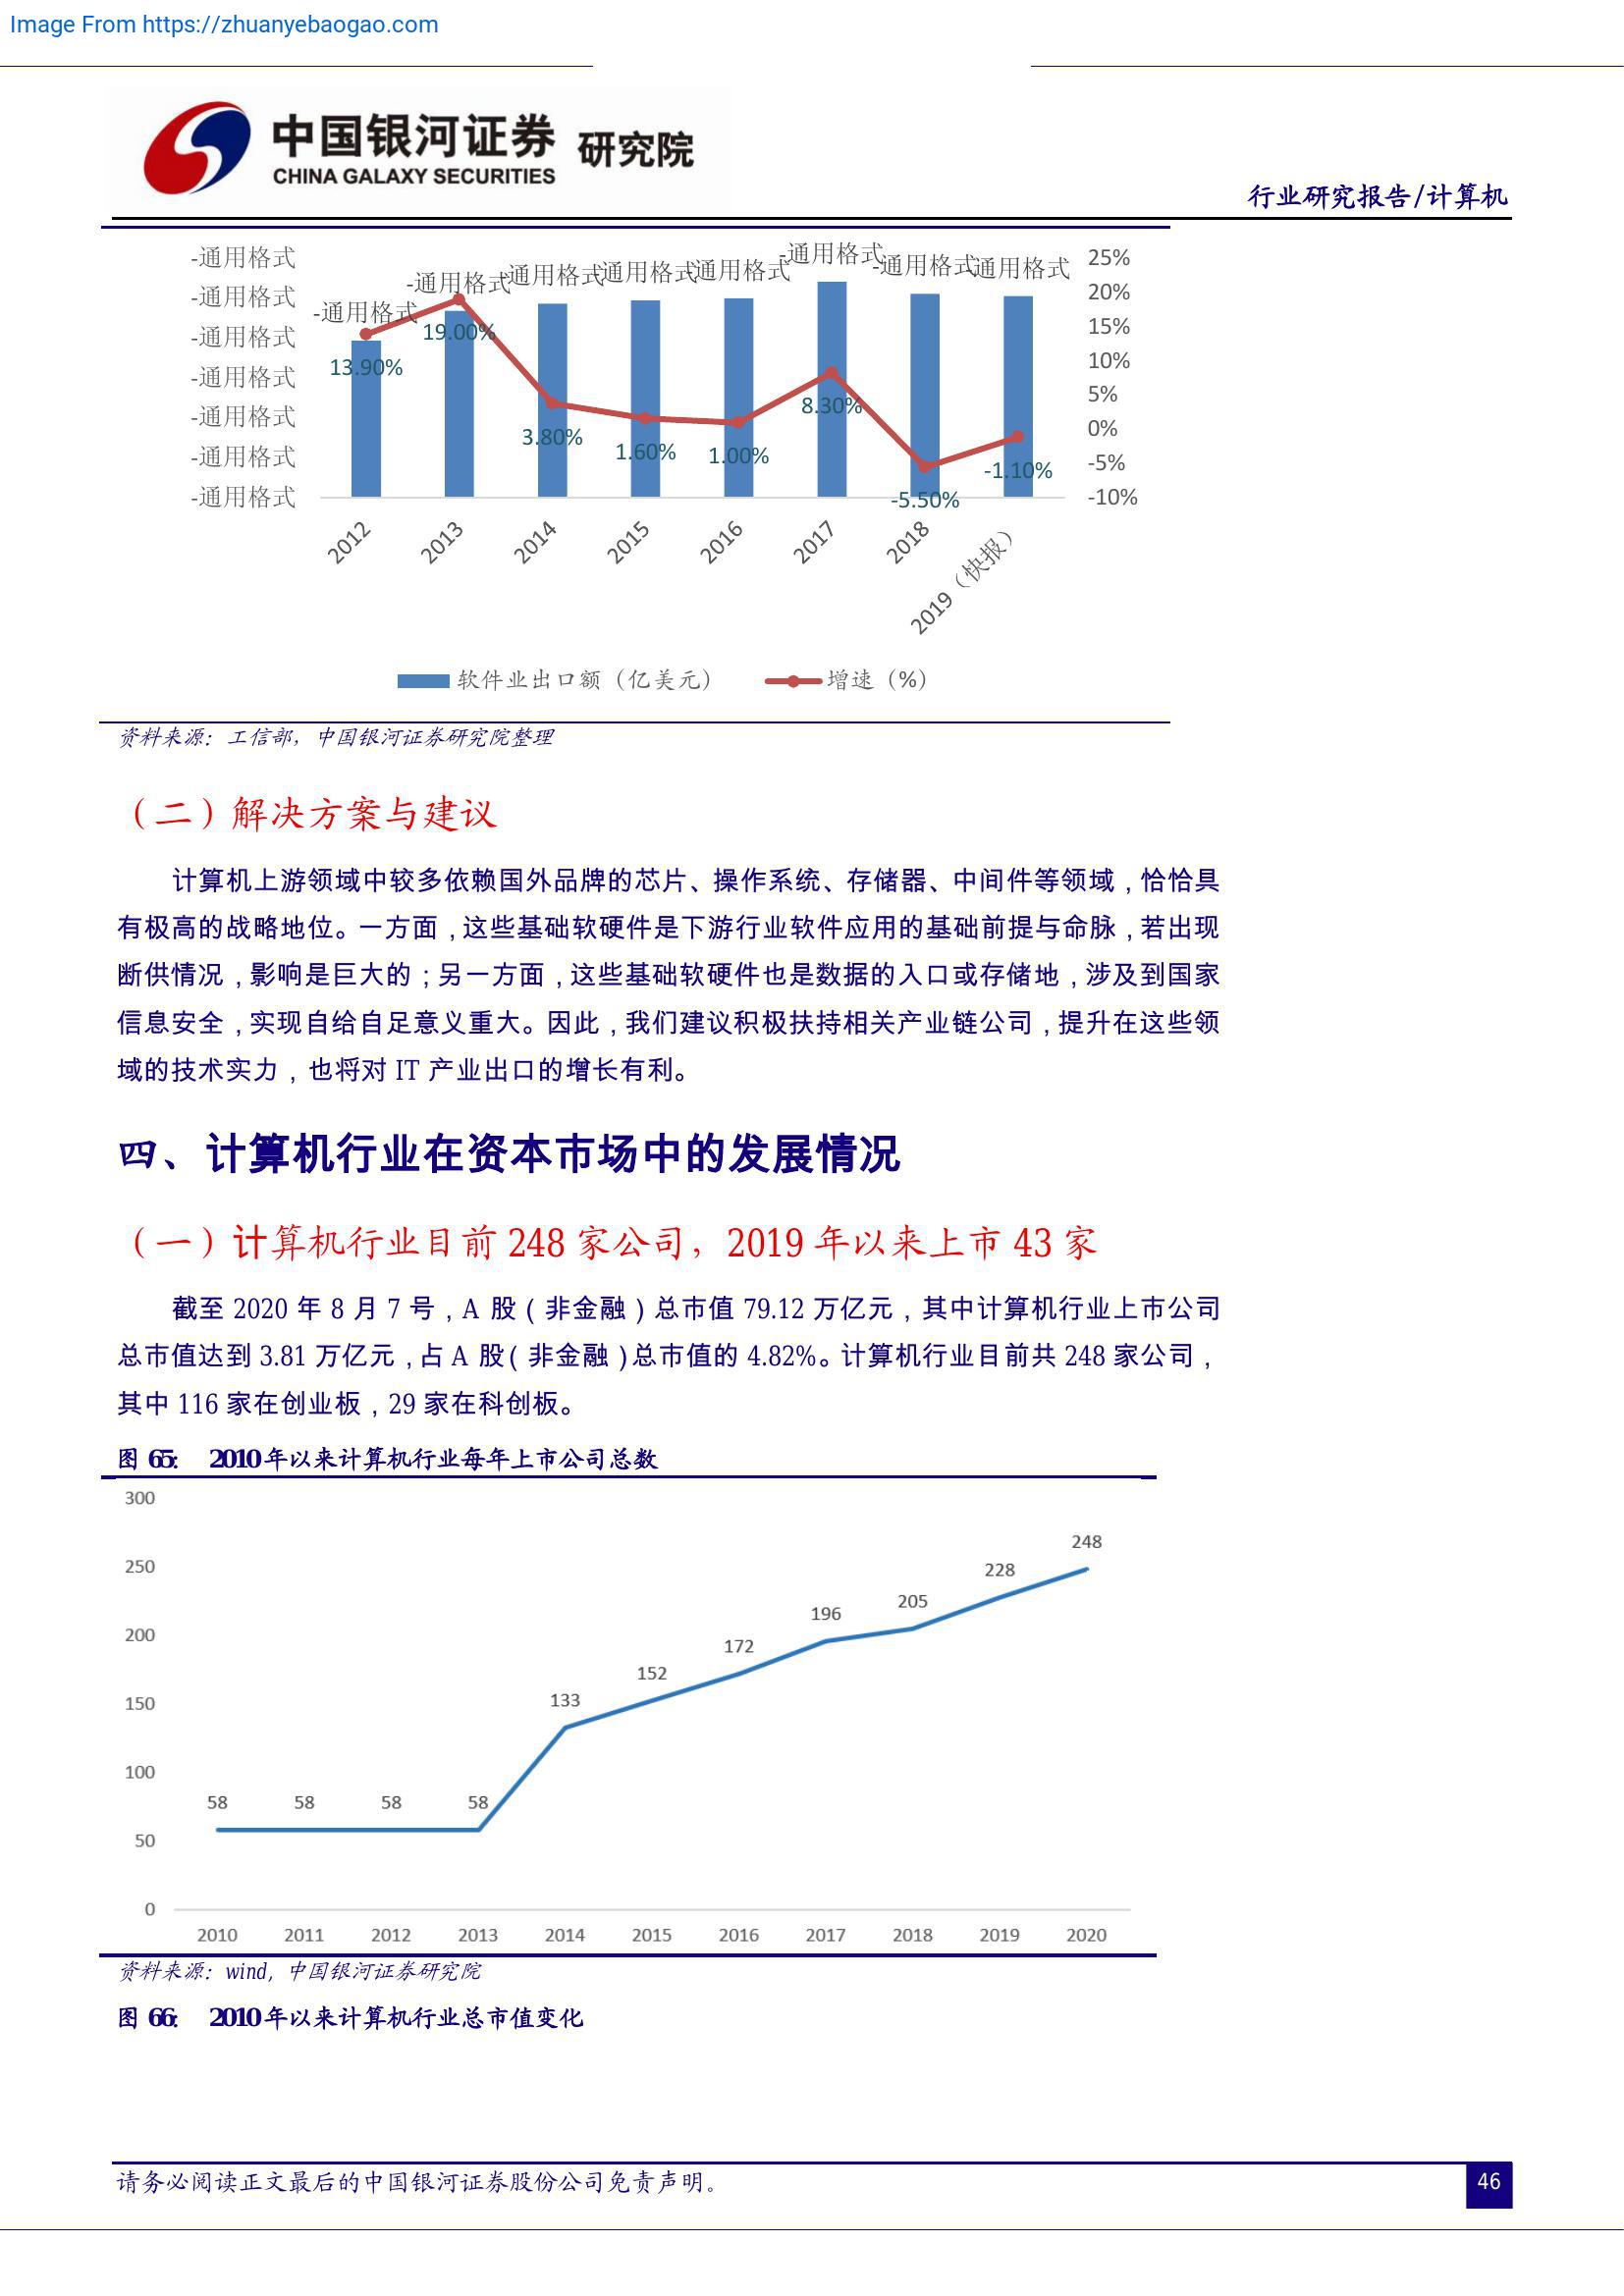 Image From https://zhuanyebaogao.com
中国银河证券 研究院
CHINA GALAXY SECURITIES
行业研究报告/计算机
-通用格式
-通用格式
-通用格式
-通用格式
-通用格式
-通用格式
-通用格式
-通用格式 -通用格式 -通用格式 -通用格式 -通用格式 -通用格式 -通用格式 -通用格式
13.90% 19.00% 3.80% 1.60% 1.00% 8.30% -5.50% -1.10%
25%
20%
15%
10%
5%
0%
-5%
-10%
2012 2013 2014 2015 2016 2017 2018 2019（快报）
软件业出口额（亿美元） 增速（%）
资料来源：工信部，中国银河证券研究院整理
（二）解决方案与建议
计算机上游领域中较多依赖国外品牌的芯片、操作系统、存储器、中间件等领域，恰恰具
有极高的战略地位。一方面，这些基础软硬件是下游行业软件应用的基础前提与命脉，若出现
断供情况，影响是巨大的；另一方面，这些基础软硬件也是数据的入口或存储地，涉及到国家
信息安全，实现自给自足意义重大。因此，我们建议积极扶持相关产业链公司，提升在这些领
域的技术实力，也将对 IT 产业出口的增长有利。
四、计算机行业在资本市场中的发展情况
（一）计算机行业目前 248 家公司，2019 年以来上市 43 家
截至 2020 年 8 月 7 号，A 股（非金融）总市值 79.12 万亿元，其中计算机行业上市公司
总市值达到 3.81 万亿元，占 A 股（非金融）总市值的 4.82%。计算机行业目前共 248 家公司，
其中 116 家在创业板，29 家在科创板。
图 65： 2010年以来计算机行业每年上市公司总数
300
250
200
150
100
50
0
58 58 58 58 133 152 172 196 205 228 248
2010 2011 2012 2013 2014 2015 2016 2017 2018 2019 2020
资料来源：wind，中国银河证券研究院
图 66： 2010年以来计算机行业总市值变化
请务必阅读正文最后的中国银河证券股份公司免责声明。
46